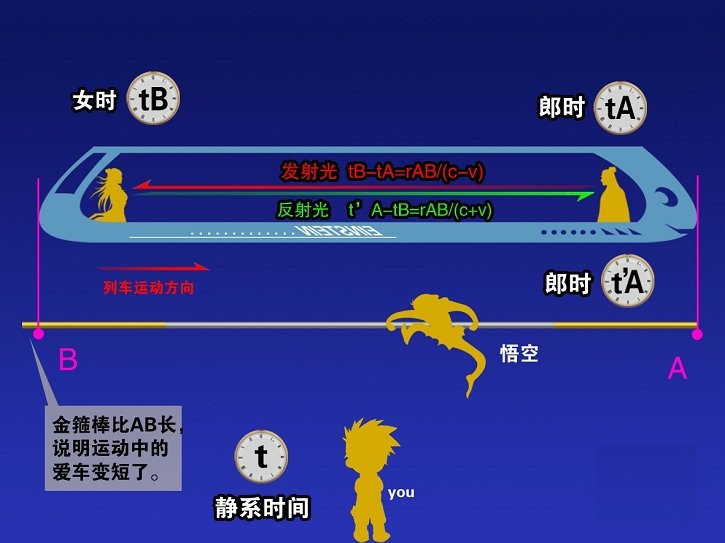 女时
tB
郎时
tA
发射光 tB-tA=rAB/(c-v)
反射光 t’A-tB=rAB/(c+v)
EINSTEIN
列车运动方向
郎时
t’A
悟空
B
A
金箍棒比AB长，
说明运动中的
爱车变短了。
t
静系时间
you